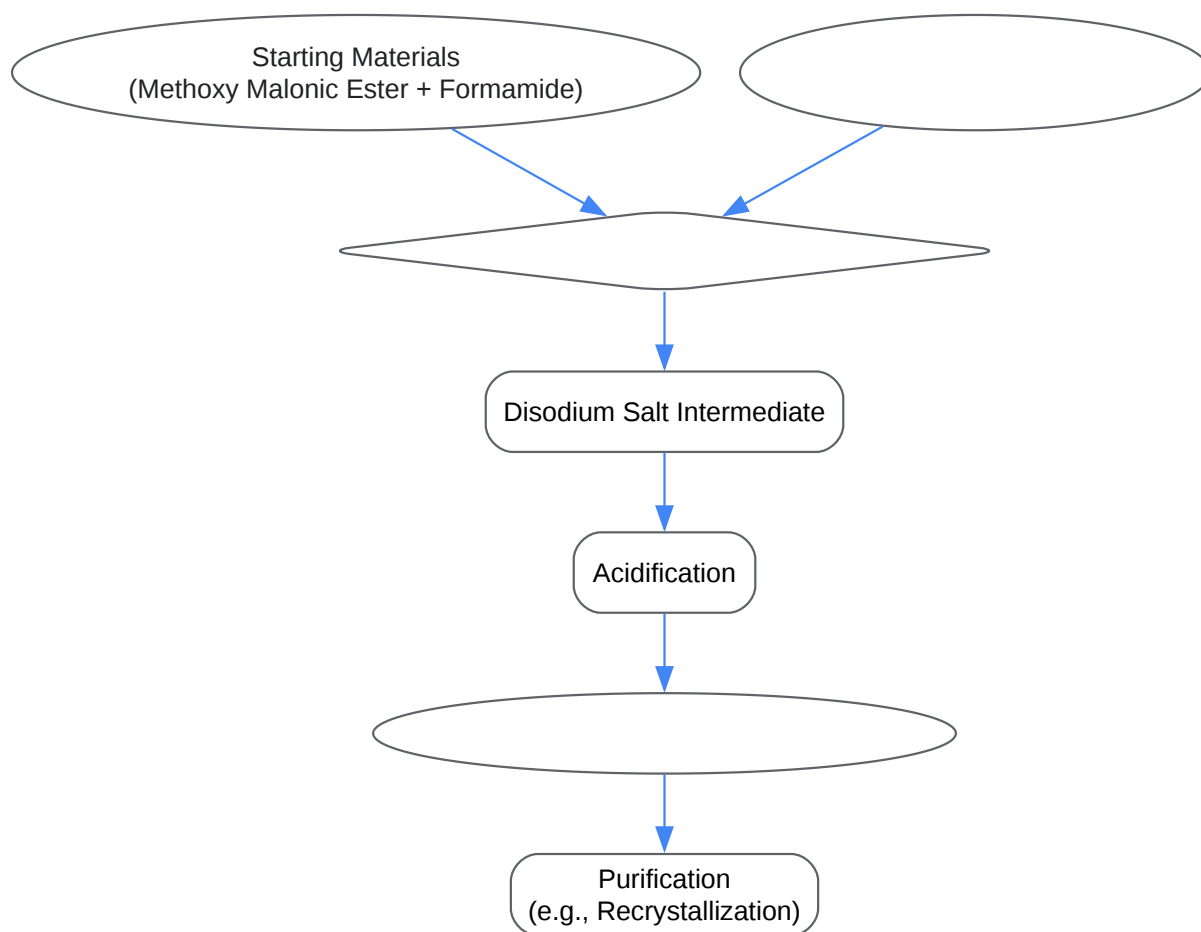 Starting Materials
(Methoxy Malonic Ester + Formamide)
Disodium Salt Intermediate
Acidification
Purification
(e.g., Recrystallization)